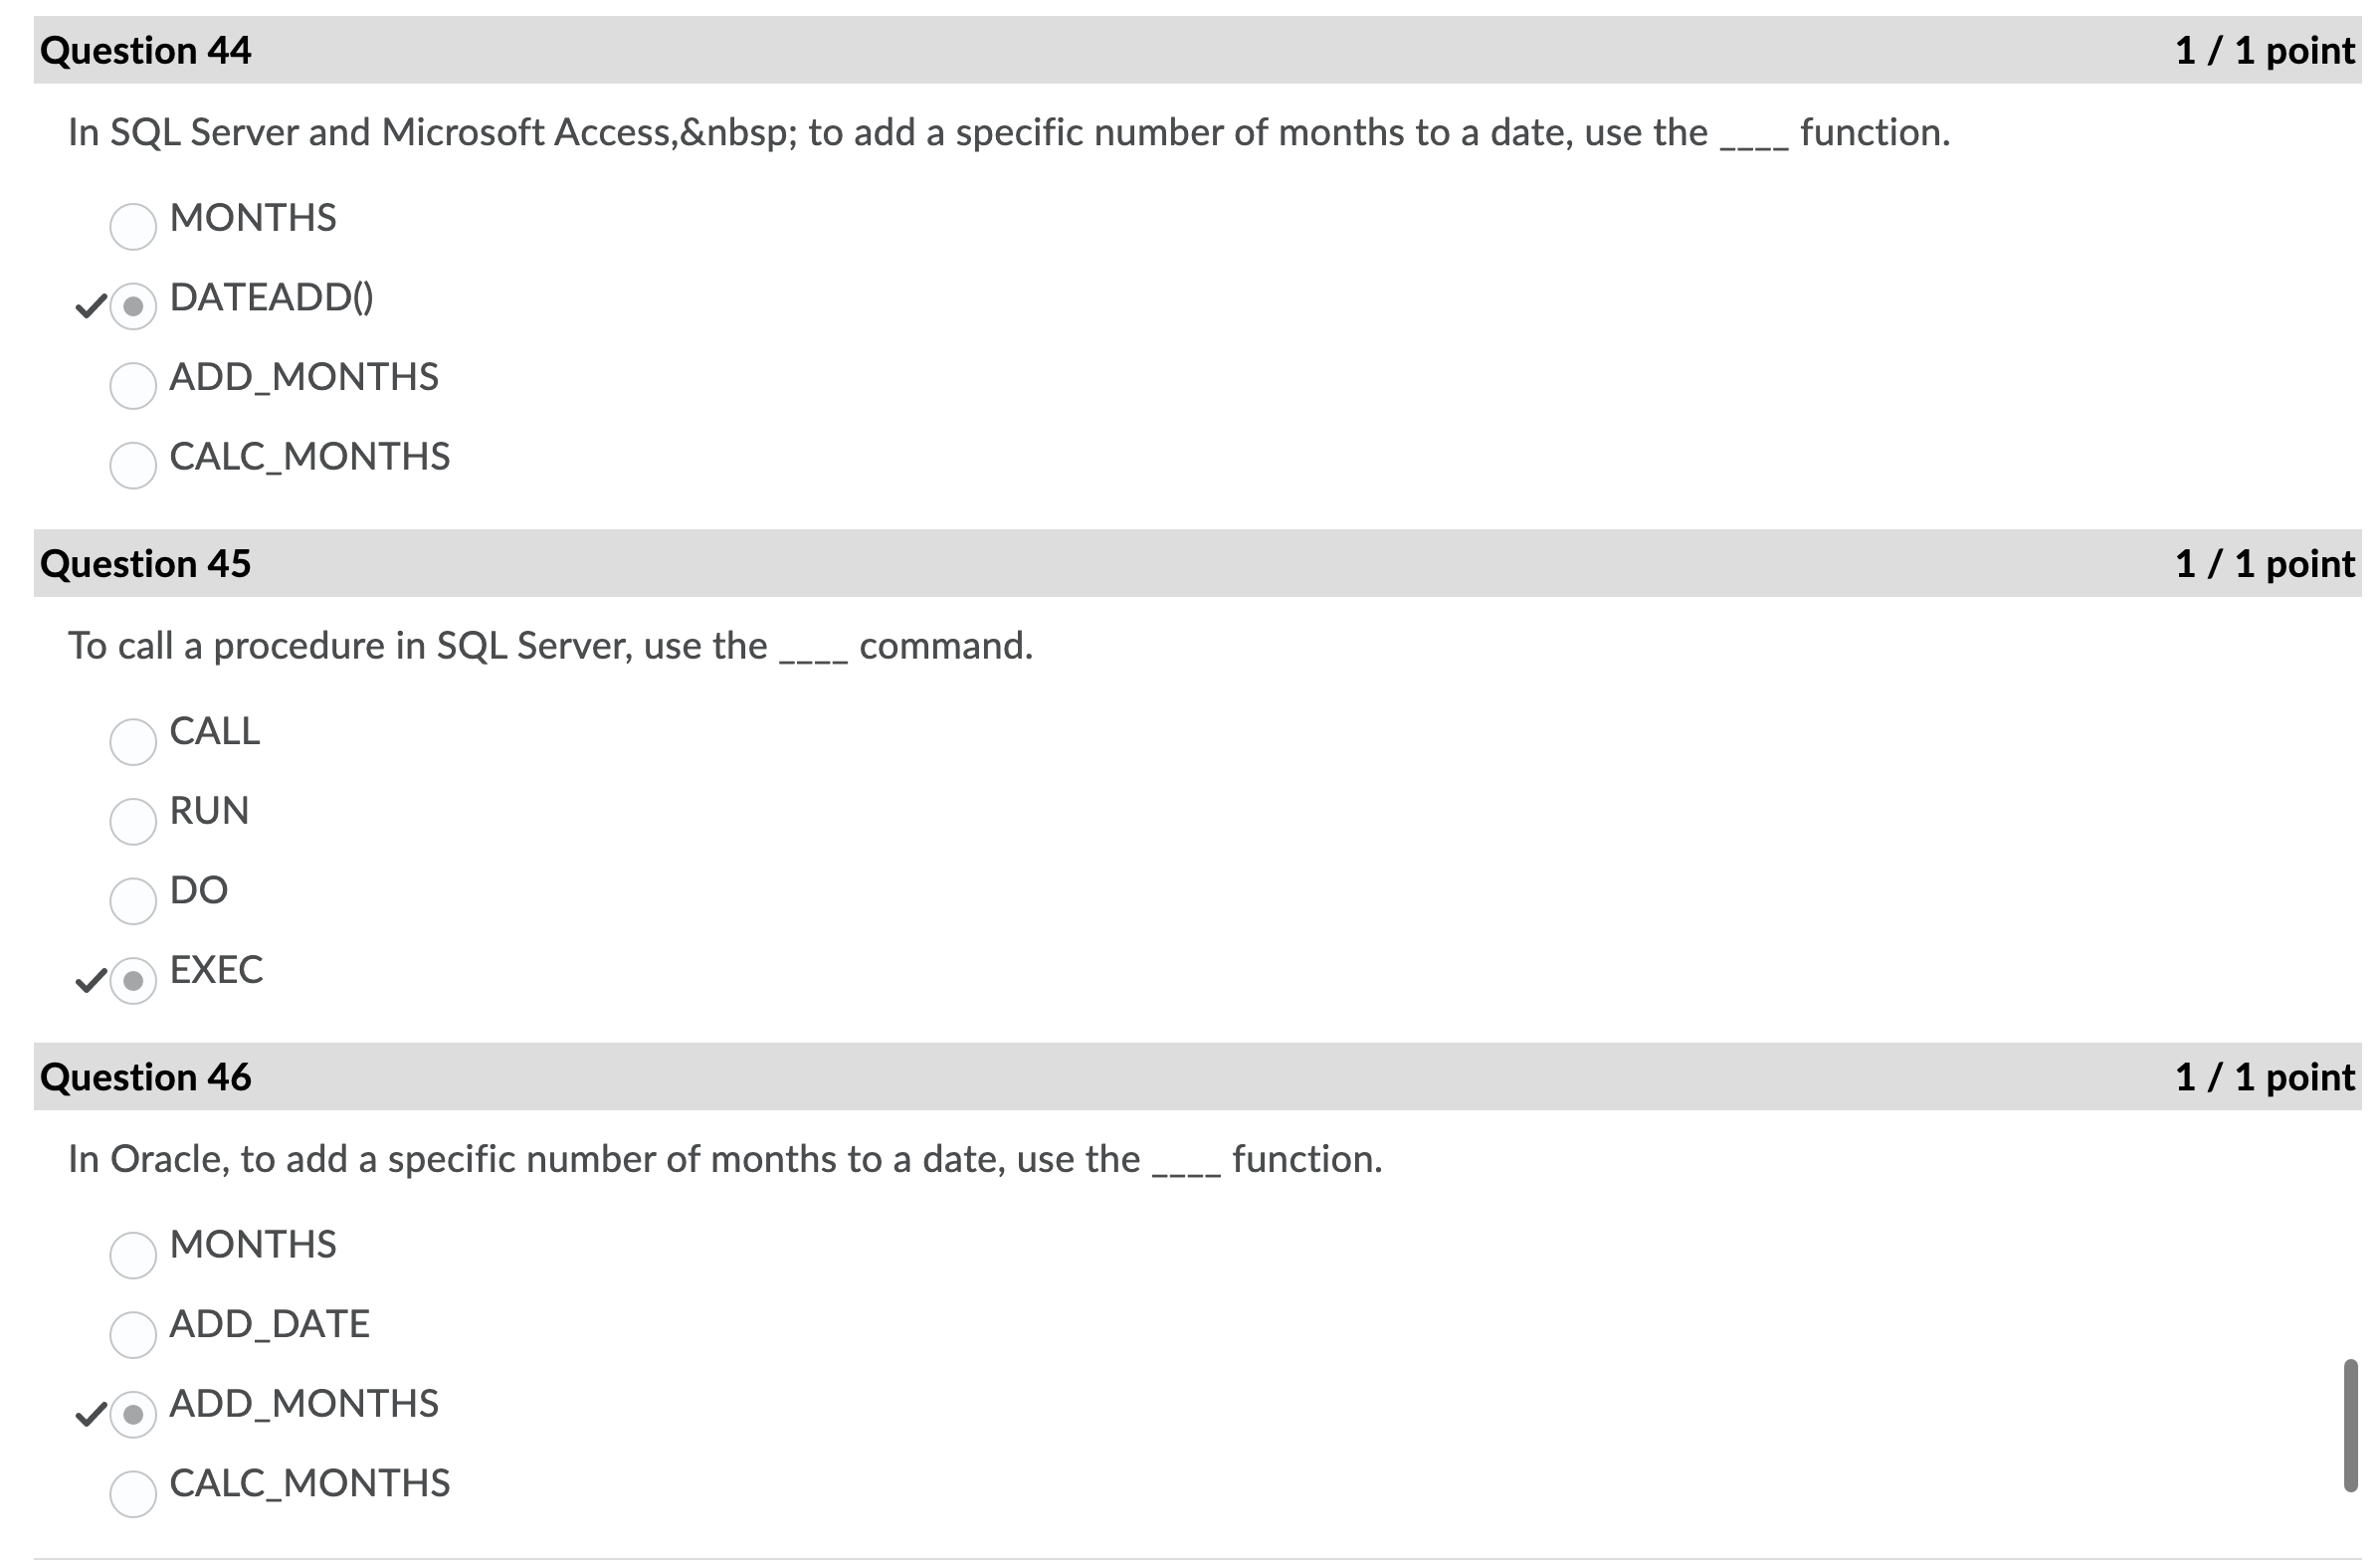 Question 44 1 / 1 point
In SQL Server and Microsoft Access,&nbsp; to add a specific number of months to a date, use the ____ function.
MONTHS
DATEADD()
ADD_MONTHS
CALC_MONTHS
Question 45 1 / 1 point
To call a procedure in SQL Server, use the ____ command.
CALL
RUN
DO
EXEC
Question 46 1 / 1 point
In Oracle, to add a specific number of months to a date, use the ____ function.
MONTHS
ADD_DATE
ADD_MONTHS
CALC_MONTHS